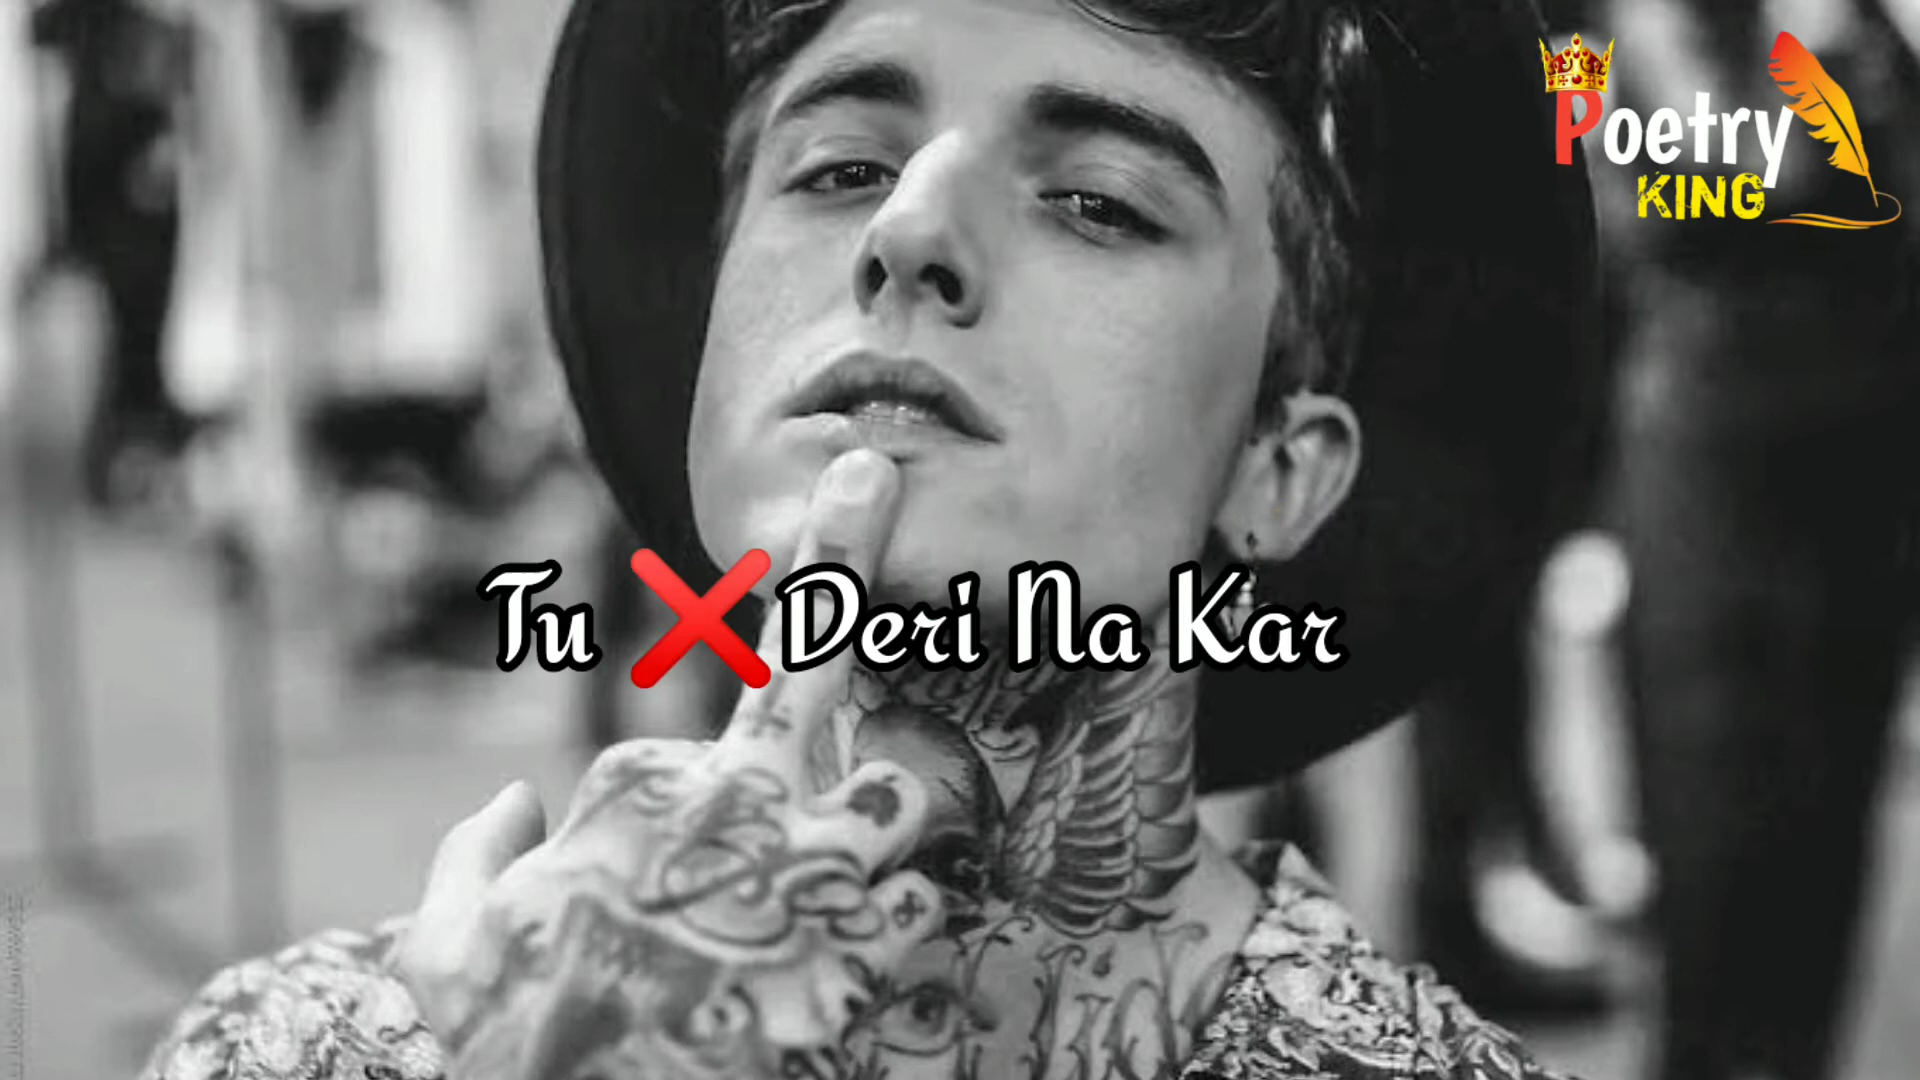 Poetry
KING
Tu ❌ Deri Na Kar